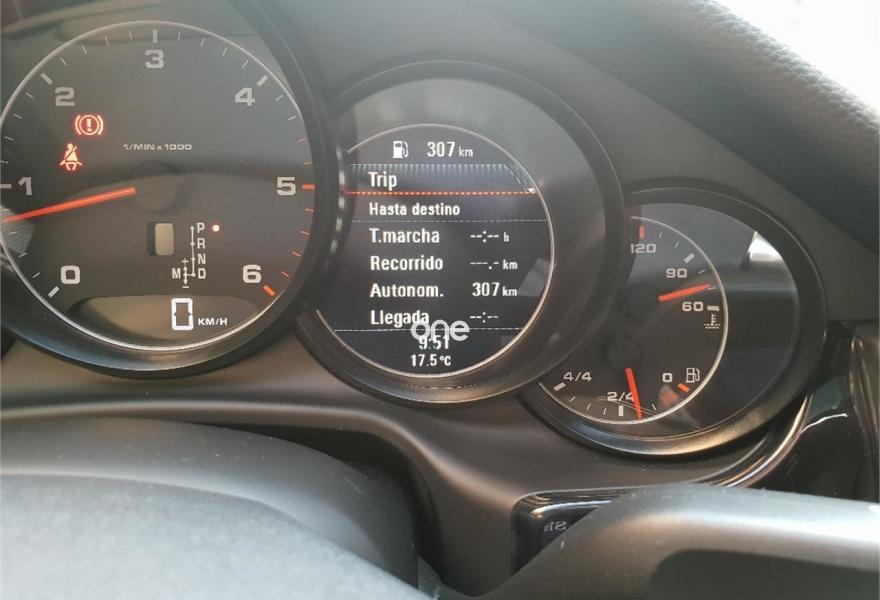 3
2
4
1/MIN x 1000
1
5
P
R
N
M D
+
-
0
6
0 KM/H
307 km
Trip
Hasta destino
T.marcha --:-- h
Recorrido ---.- km
Autonom. 307 km
Llegada --:--
one
9:51
17.5°C
120
90
60
4/4
2/4
0